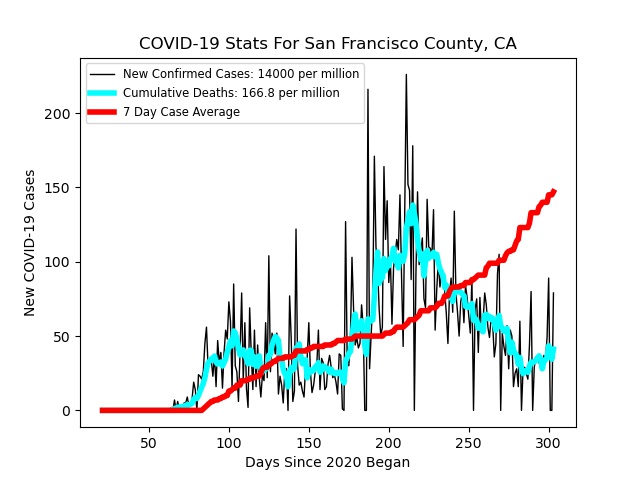 COVID-19 Stats For San Francisco County, CA
New Confirmed Cases: 14000 per million
Cumulative Deaths: 166.8 per million
7 Day Case Average
New COVID-19 Cases
200
150
100
50
0
50 100 150 200 250 300
Days Since 2020 Began